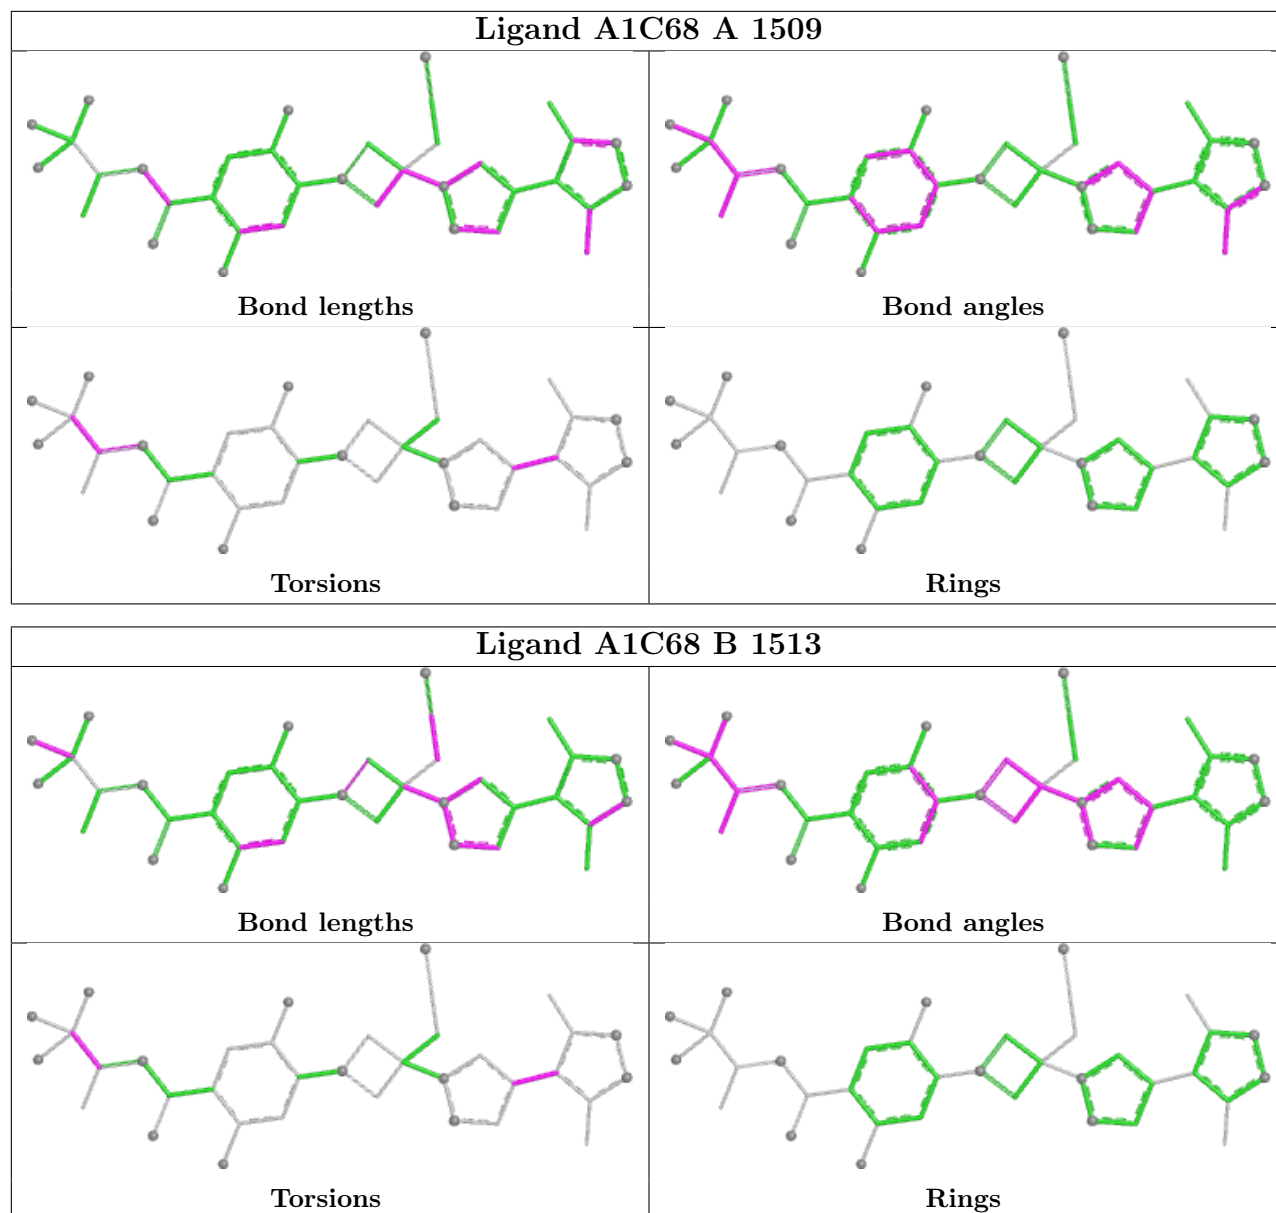 Ligand A1C68 A 1509
Bond lengths
Bond angles
Torsions
Rings
Ligand A1C68 B 1513
Bond lengths
Bond angles
Torsions
Rings